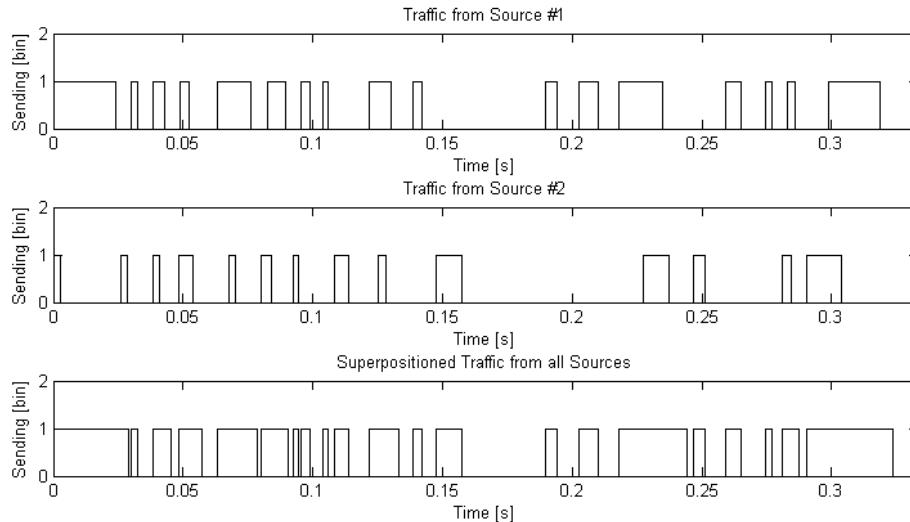 Traffic from Source #1
Sending [bin]
2
1
0
0 0.05 0.1 0.15 0.2 0.25 0.3
Time [s]
Traffic from Source #2
Sending [bin]
2
1
0
0 0.05 0.1 0.15 0.2 0.25 0.3
Time [s]
Superpositioned Traffic from all Sources
Sending [bin]
2
1
0
0 0.05 0.1 0.15 0.2 0.25 0.3
Time [s]